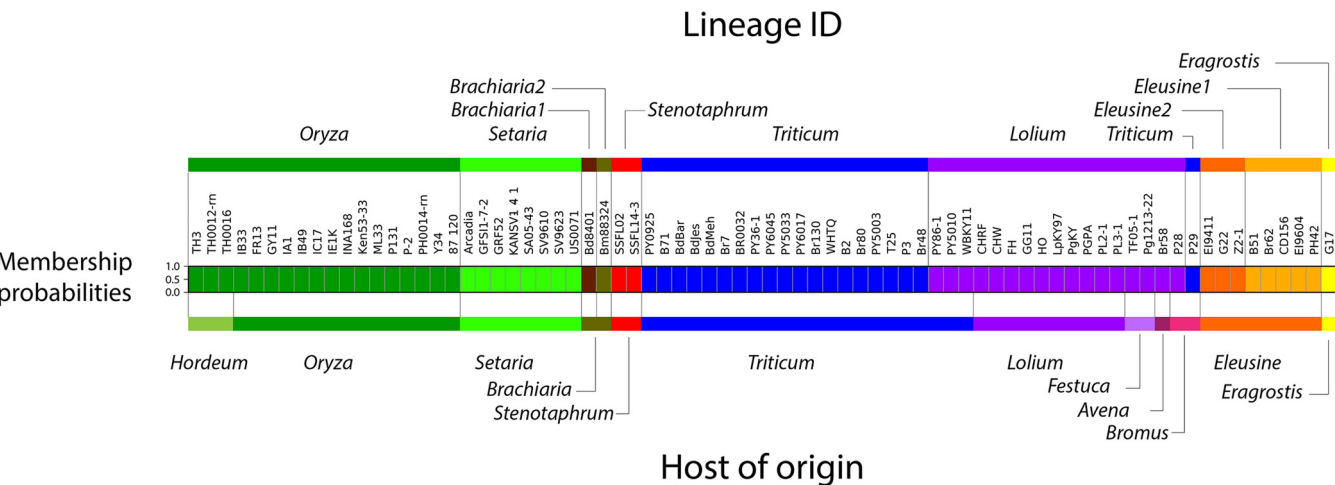 Lineage ID
Eragrostis
Brachiaria2
Eleusine1
Brachiaria1
Stenotaphrum
Eleusine2
Oryza
Setaria
Triticum
Lolium
Triticum
TH3
TH0012-rn
TH0016
IB33
FR13
GY11
IA1
IB49
IC17
IE1K
INA168
Ken53-33
ML33
P131
P-2
PH0014-rn
Y34
87 120
Arcadia
GFSI1-7-2
GRF52
KANSV1 4 1
SA05-43
SV9610
SV9623
US0071
Bd8401
Bm88324
SSFL02
SSFL14-3
PY0925
B71
BdBar
BdJes
BdMeh
Br7
BR0032
PY36-1
PY6045
PY5033
PY6017
Br130
WHTQ
B2
Br80
PY5003
T25
P3
Br48
PY86-1
PY5010
WBKY11
CHRF
CHW
FH
GG11
HO
LpKY97
PgKY
PGPA
PL2-1
PL3-1
TF05-1
Pg1213-22
Bf58
P28
P29
EI9411
G22
Z2-1
B51
Br62
CD156
EI9604
PH42
G17
Membership
probabilities
1.0
0.5
0.0
Hordeum
Oryza
Setaria
Triticum
Lolium
Eleusine
Brachiaria
Festuca
Eragrostis
Stenotaphrum
Avena
Bromus
Host of origin